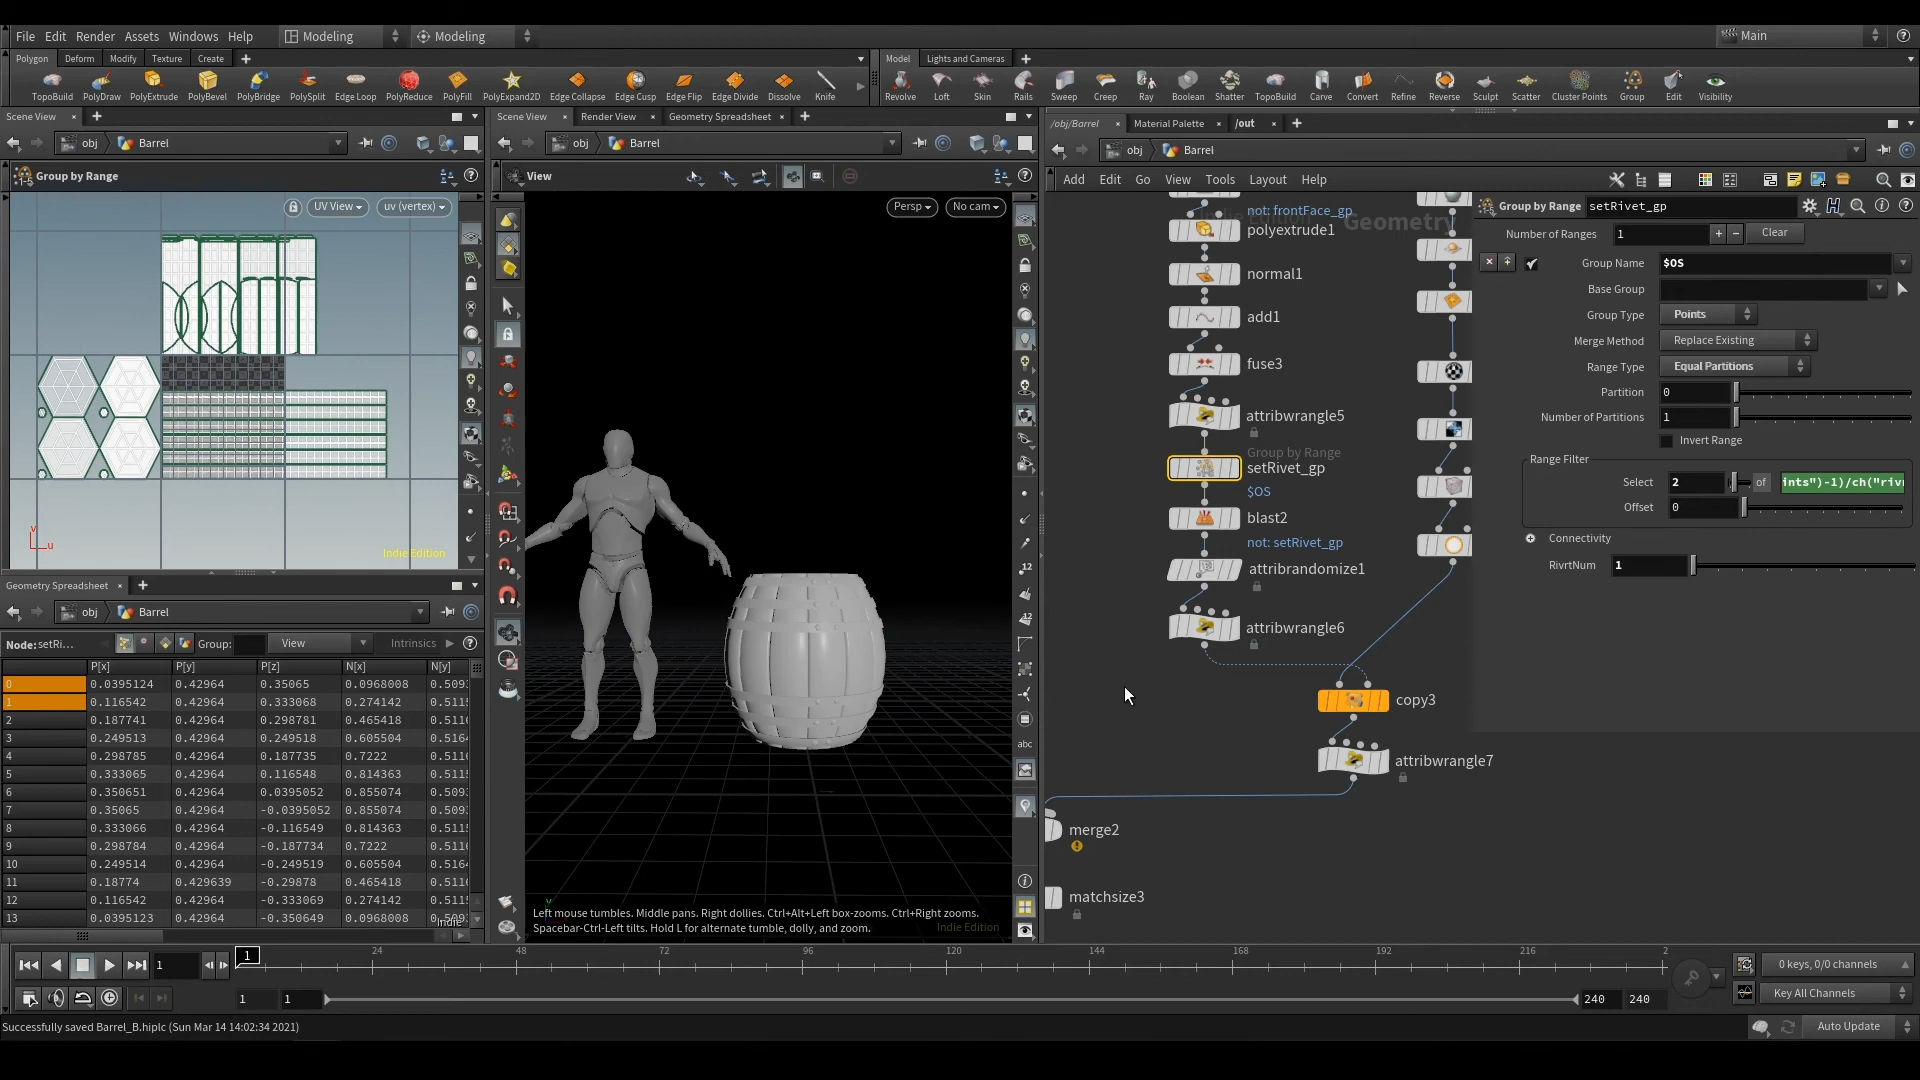 File Edit Render Assets Windows Help Modeling Modeling Main
Polygon Deform Modify Texture Create Model Lights and Cameras
TopoBuild PolyDraw PolyExtrude PolyBevel PolyBridge PolySplit Edge Loop PolyReduce PolyFill PolyExpand2D Edge Collapse Edge Cusp Edge Flip Edge Divide Dissolve Knife
Revolve Loft Skin Rails Sweep Creep Ray Boolean Shatter TopoBuild Carve Convert Refine Reverse Sculpt Scatter Cluster Points Group Edit Visibility
Scene View
obj Barrel
Group by Range
UV View uv (vertex)
Indie Edition
Geometry Spreadsheet
obj Barrel
Node: setRi... Group: View Intrinsics
P[x] P[y] P[z] N[x] N[y]
0 0.0395124 0.42964 0.35065 0.0968008
1 0.116542 0.42964 0.333068 0.274142
2 0.187741 0.42964 0.298781 0.465418
3 0.249513 0.42964 0.249518 0.605504
4 0.298785 0.42964 0.187735 0.7222
5 0.333065 0.42964 0.116548 0.814363
6 0.350651 0.42964 0.0395052 0.855074
7 0.35065 0.42964 -0.0395052 0.855074
8 0.333066 0.42964 -0.116549 0.814363
9 0.298784 0.42964 -0.187734 0.7222
10 0.249514 0.42964 -0.249519 0.605504
11 0.18774 0.429639 -0.29878 0.465418
12 0.116542 0.42964 -0.333069 0.274142
13 0.0395123 0.42964 -0.350649 0.0968008
Scene View Render View Geometry Spreadsheet
obj Barrel
View
Persp No cam
Left mouse tumbles. Middle pans. Right dollies. Ctrl+Alt+Left box-zooms. Ctrl+Right zooms.
Spacebar-Ctrl-Left tilts. Hold L for alternate tumble, dolly, and zoom.
Indie Edition
/obj/Barrel Material Palette /out
obj Barrel
Add Edit Go View Tools Layout Help
Indie Edition
Geometry
not: frontFace_gp
polyextrude1
normal1
add1
fuse3
attribwrangle5
Group by Range
setRivet_gp
$OS
blast2
not: setRivet_gp
attribrandomize1
attribwrangle6
copy3
attribwrangle7
merge2
matchsize3
Group by Range setRivet_gp
Number of Ranges 1 Clear
Group Name $OS
Base Group
Group Type Points
Merge Method Replace Existing
Range Type Equal Partitions
Partition 0
Number of Partitions 1
Invert Range
Range Filter
Select 2 of ints")-1)/ch("riv
Offset 0
Connectivity
RivrtNum 1
1 1 24 48 72 96 120 144 168 192 216 2
1 1 240 240
0 keys, 0/0 channels
Key All Channels
Successfully saved Barrel_B.hiplc (Sun Mar 14 14:02:34 2021)
Auto Update